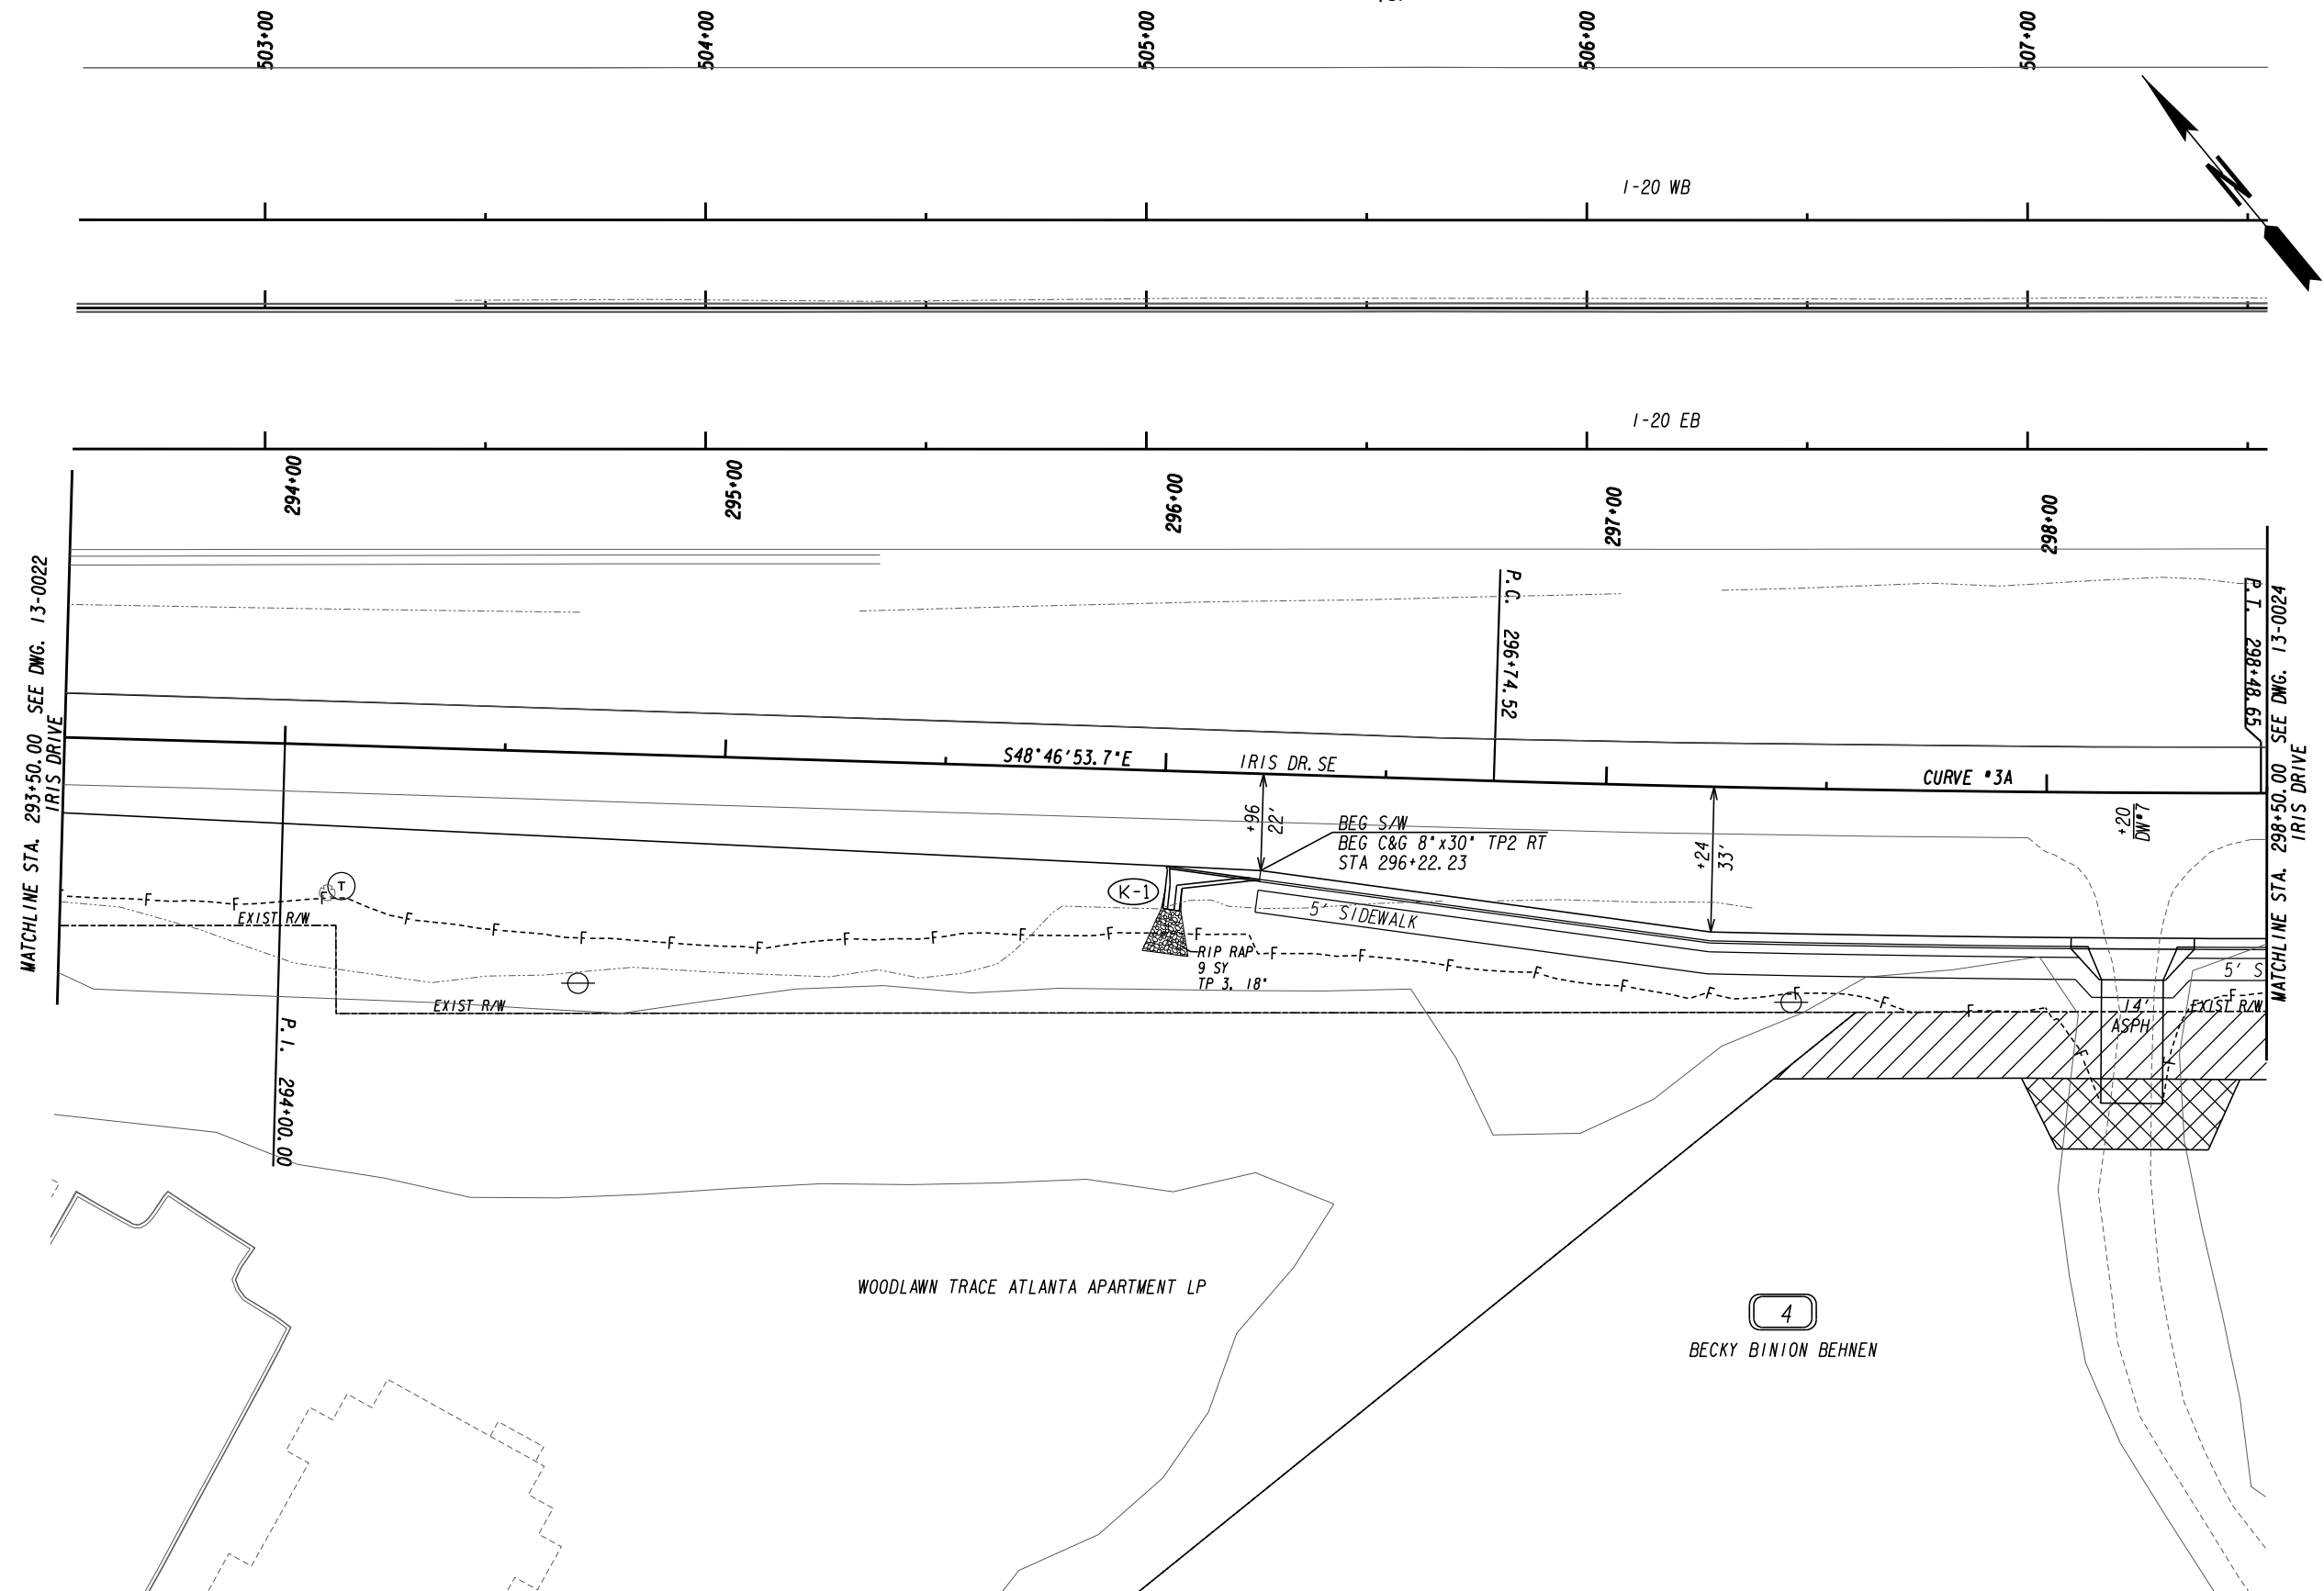 503+00
504+00
505+00
506+00
507+00
N
I-20 WB
I-20 EB
294+00
295+00
296+00
297+00
298+00
MATCHLINE STA. 293+50.00 SEE DWG. 13-0022
IRIS DRIVE
P.C. 296+74.52
P.T. 298+48.65
MATCHLINE STA. 298+50.00 SEE DWG. 13-0024
IRIS DRIVE
S48°46'53.7"E
IRIS DR. SE
CURVE #3A
+96
22'
BEG S/W
BEG C&G 8"x30" TP2 RT
STA 296+22.23
+24
33'
+20
DW#7
T
K-1
F F F F F F F F F F F F F F F F F F F F F F F F F F
EXIST R/W
5' SIDEWALK
RIP RAP
9 SY
TP 3. 18"
5' S
EXIST R/W
14'
ASPH
EXIST R/W
P.I. 294+00.00
WOODLAWN TRACE ATLANTA APARTMENT LP
4
BECKY BINION BEHNEN